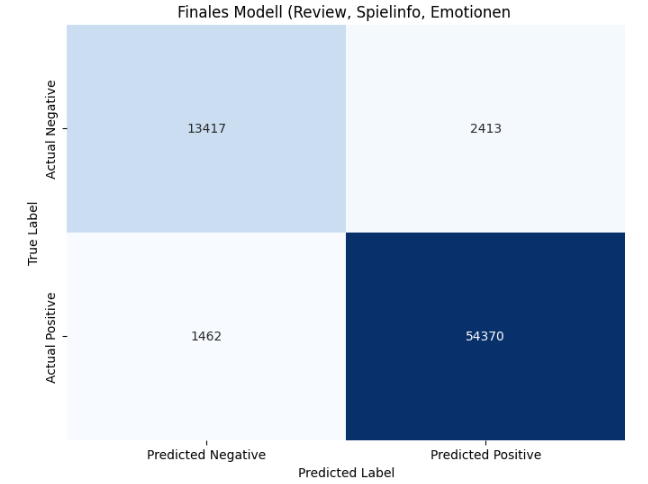 Finales Modell (Review, Spielinfo, Emotionen
Actual Negative
13417
2413
True Label
Actual Positive
1462
54370
Predicted Negative
Predicted Positive
Predicted Label